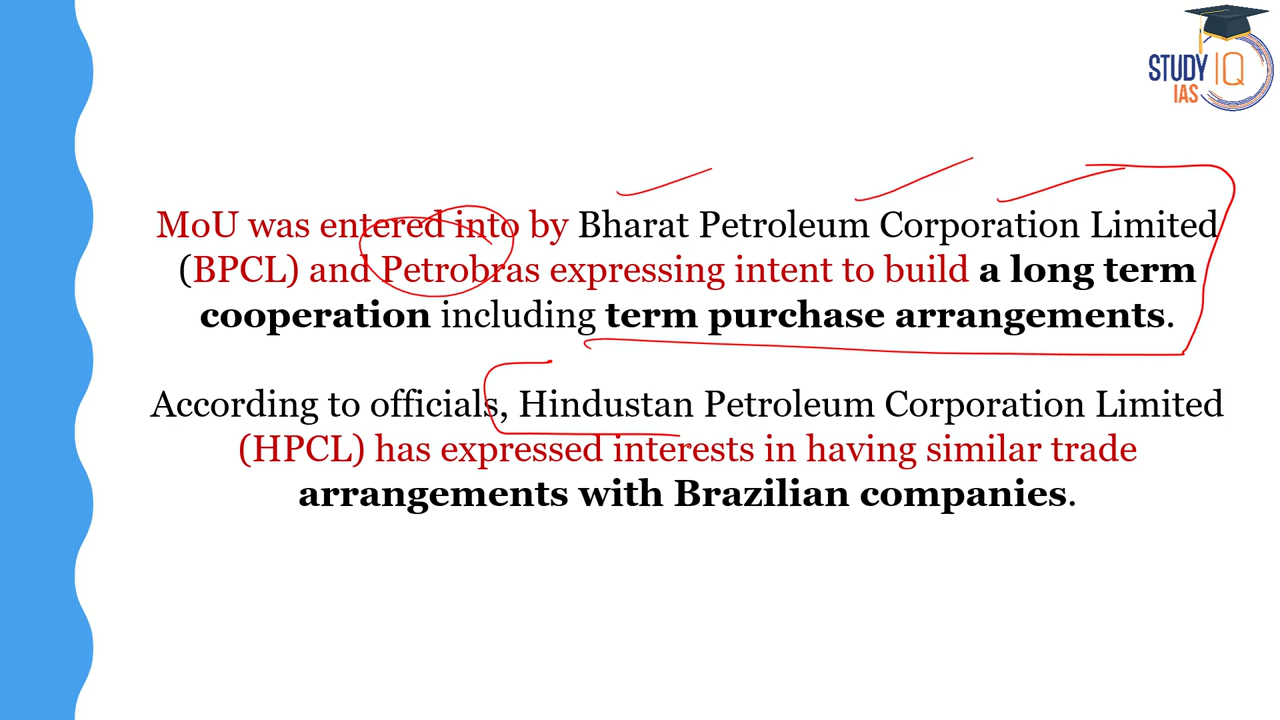 STUDY IQ
IAS
MoU was entered into by Bharat Petroleum Corporation Limited
(BPCL) and Petrobras expressing intent to build a long term
cooperation including term purchase arrangements.
According to officials, Hindustan Petroleum Corporation Limited
(HPCL) has expressed interests in having similar trade
arrangements with Brazilian companies.